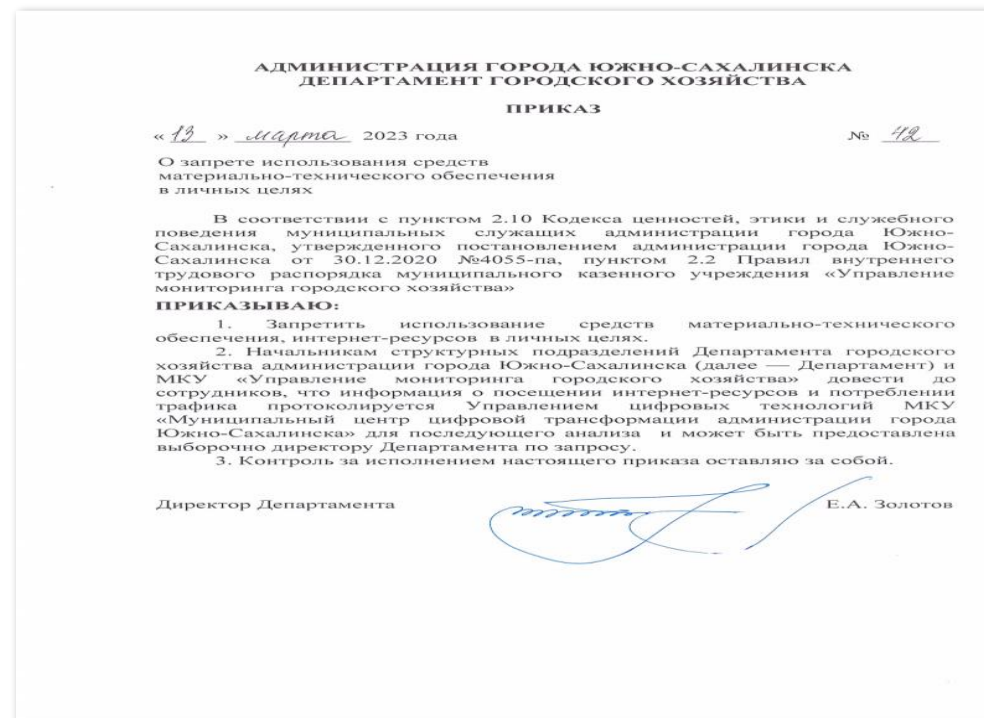 АДМИНИСТРАЦИЯ ГОРОДА ЮЖНО-САХАЛИНСКА
ДЕПАРТАМЕНТ ГОРОДСКОГО ХОЗЯЙСТВА
ПРИКАЗ
« 13 » марта 2023 года № 42
О запрете использования средств
материально-технического обеспечения
в личных целях
В соответствии с пунктом 2.10 Кодекса ценностей, этики и служебного
поведения муниципальных служащих администрации города Южно-
Сахалинска, утвержденного постановлением администрации города Южно-
Сахалинска от 30.12.2020 №4055-па, пунктом 2.2 Правил внутреннего
трудового распорядка муниципального казенного учреждения «Управление
мониторинга городского хозяйства»
ПРИКАЗЫВАЮ:
1. Запретить использование средств материально-технического
обеспечения, интернет-ресурсов в личных целях.
2. Начальникам структурных подразделений Департамента городского
хозяйства администрации города Южно-Сахалинска (далее — Департамент) и
МКУ «Управление мониторинга городского хозяйства» довести до
сотрудников, что информация о посещении интернет-ресурсов и потреблении
трафика протоколируется Управлением цифровых технологий МКУ
«Муниципальный центр цифровой трансформации администрации города
Южно-Сахалинска» для последующего анализа и может быть предоставлена
выборочно директору Департамента по запросу.
3. Контроль за исполнением настоящего приказа оставляю за собой.
Директор Департамента Е.А. Золотов